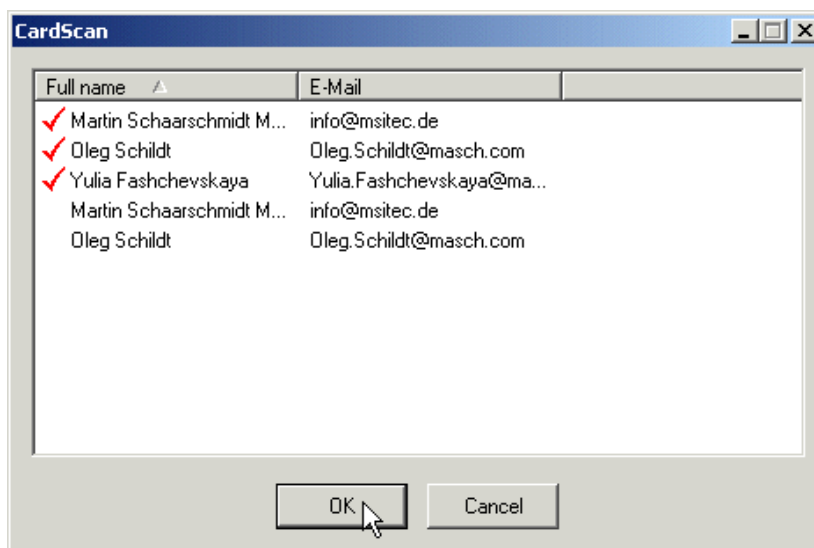 CardScan
Full name E-Mail
Martin Schaarschmidt M... info@msitec.de
Oleg Schildt Oleg.Schildt@masch.com
Yulia Fashchevskaya Yulia.Fashchevskaya@ma...
Martin Schaarschmidt M... info@msitec.de
Oleg Schildt Oleg.Schildt@masch.com
OK Cancel